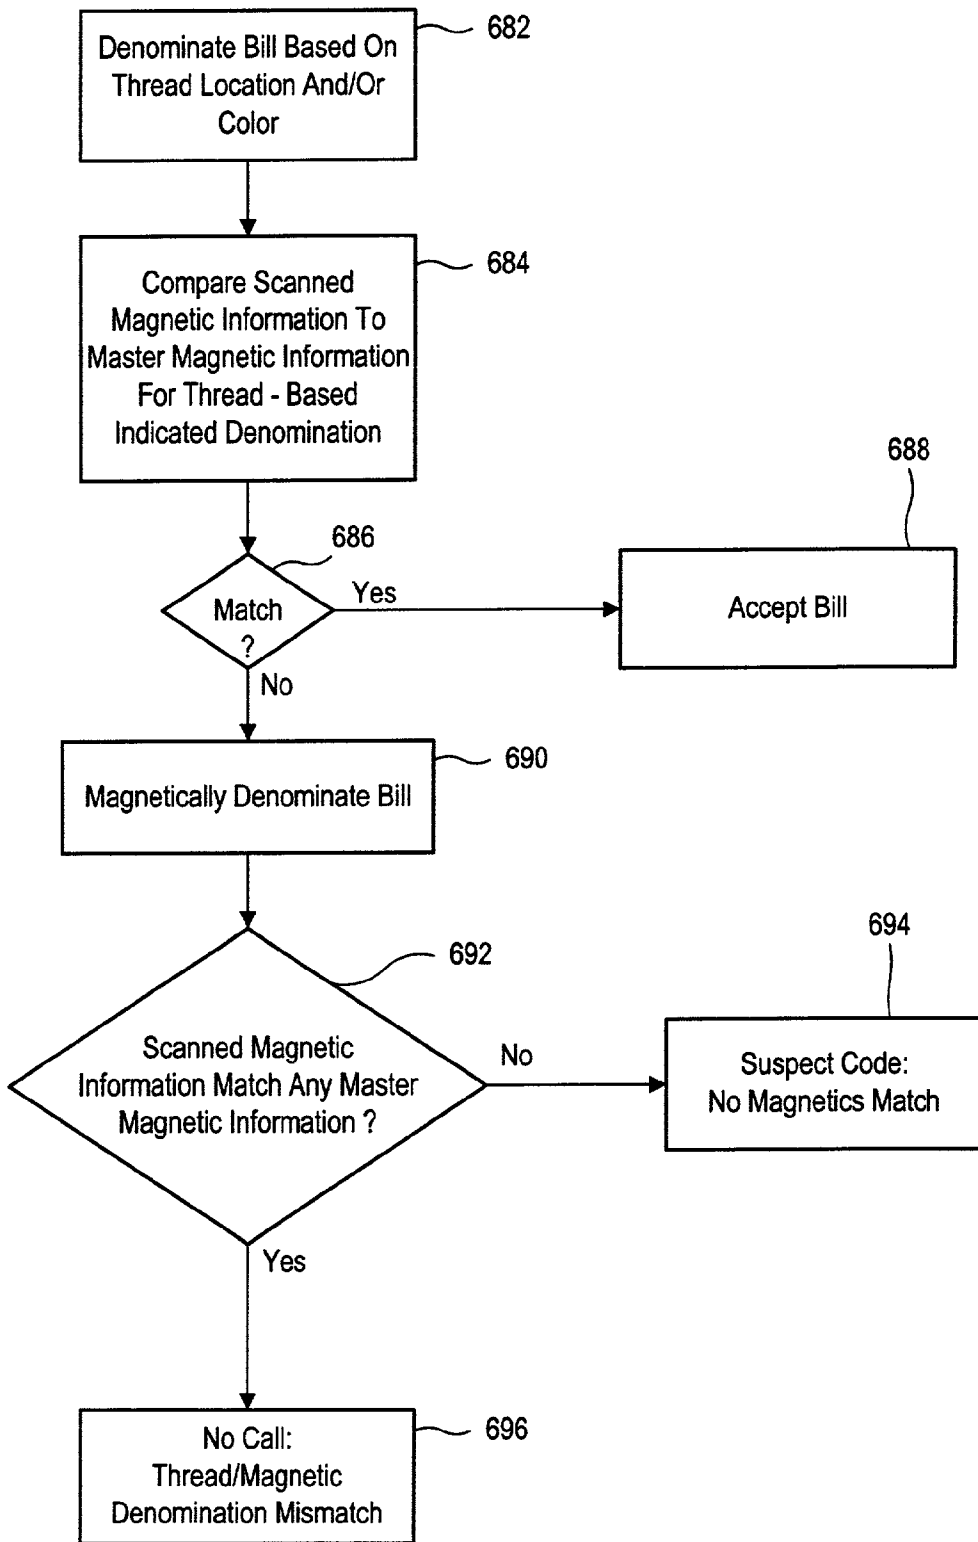 682
Denominate Bill Based On
Thread Location And/Or
Color
684
Compare Scanned
Magnetic Information To
Master Magnetic Information
For Thread - Based
Indicated Denomination
686
Match
?
Yes
No
688
Accept Bill
690
Magnetically Denominate Bill
692
Scanned Magnetic
Information Match Any Master
Magnetic Information ?
No
694
Suspect Code:
No Magnetics Match
Yes
696
No Call:
Thread/Magnetic
Denomination Mismatch